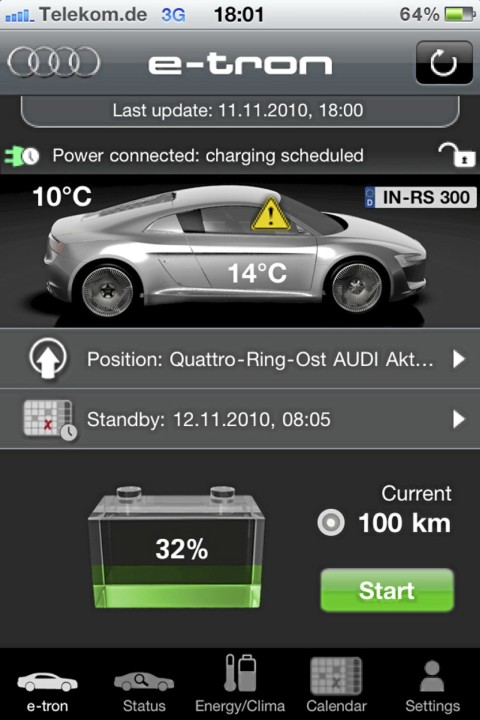 Telekom.de 3G 18:01 64%
e-tron
Last update: 11.11.2010, 18:00
Power connected: charging scheduled
10°C
D IN-RS 300
14°C
Position: Quattro-Ring-Ost AUDI Akt...
Standby: 12.11.2010, 08:05
Current
100 km
32%
Start
e-tron Status Energy/Clima Calendar Settings